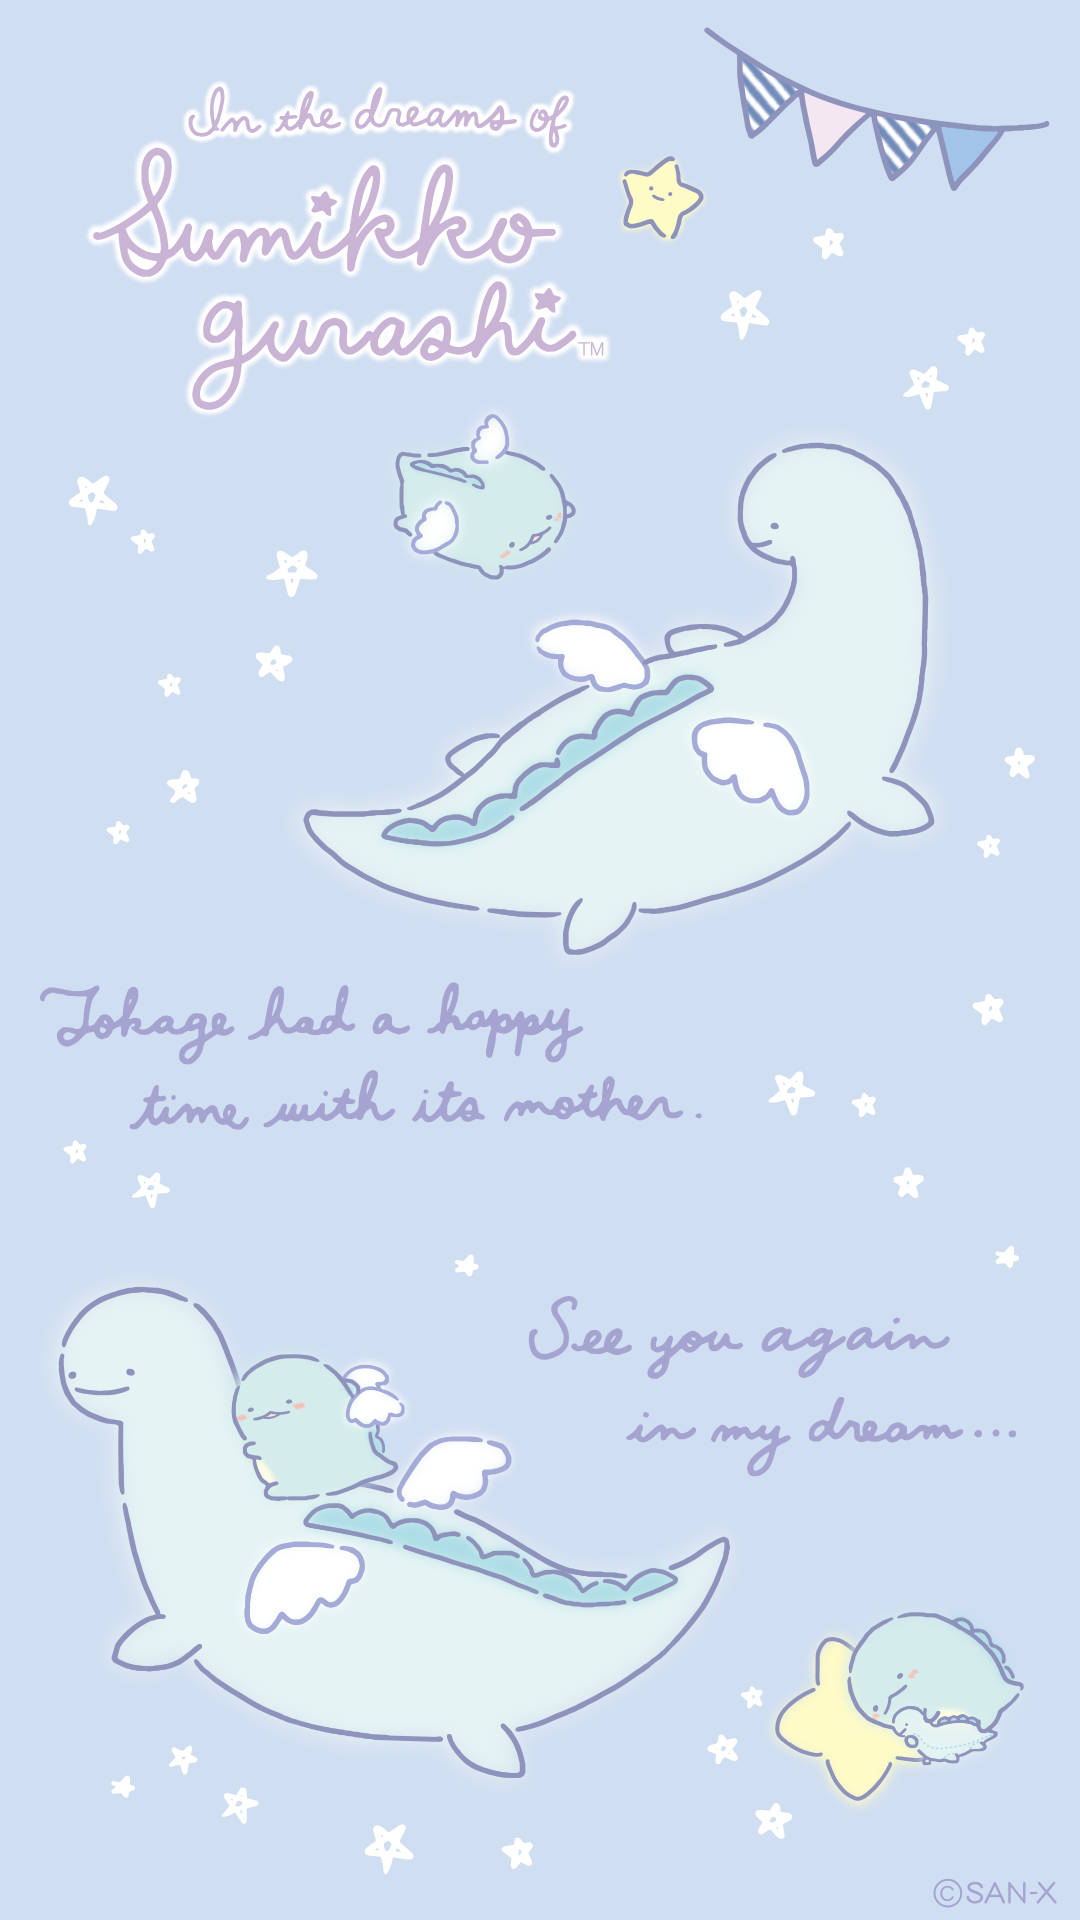 In the dreams of
Sumikko
gurashi™
Tokage had a happy
time with its mother.
See you again
in my dream...
©SAN-X